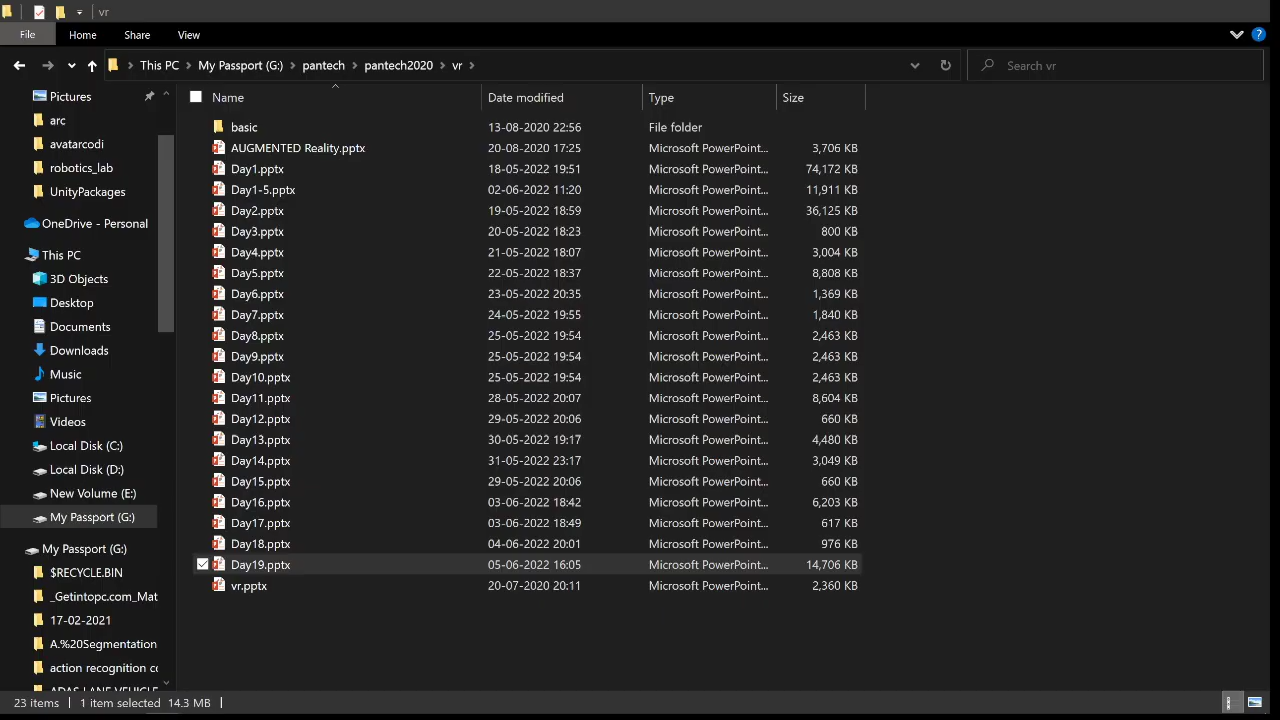 vr
File Home Share View
This PC My Passport (G:) pantech pantech2020 vr Search vr
Name Date modified Type Size
Pictures
arc
avatarcodi
robotics_lab
UnityPackages
OneDrive - Personal
This PC
3D Objects
Desktop
Documents
Downloads
Music
Pictures
Videos
Local Disk (C:)
Local Disk (D:)
New Volume (E:)
My Passport (G:)
My Passport (G:)
$RECYCLE.BIN
_Getintopc.com_Mat
17-02-2021
A.%20Segmentation
action recognition co
ADAS LANE VEHICLE
basic 13-08-2020 22:56 File folder
AUGMENTED Reality.pptx 20-08-2020 17:25 Microsoft PowerPoint... 3,706 KB
Day1.pptx 18-05-2022 19:51 Microsoft PowerPoint... 74,172 KB
Day1-5.pptx 02-06-2022 11:20 Microsoft PowerPoint... 11,911 KB
Day2.pptx 19-05-2022 18:59 Microsoft PowerPoint... 36,125 KB
Day3.pptx 20-05-2022 18:23 Microsoft PowerPoint... 800 KB
Day4.pptx 21-05-2022 18:07 Microsoft PowerPoint... 3,004 KB
Day5.pptx 22-05-2022 18:37 Microsoft PowerPoint... 8,808 KB
Day6.pptx 23-05-2022 20:35 Microsoft PowerPoint... 1,369 KB
Day7.pptx 24-05-2022 19:55 Microsoft PowerPoint... 1,840 KB
Day8.pptx 25-05-2022 19:54 Microsoft PowerPoint... 2,463 KB
Day9.pptx 25-05-2022 19:54 Microsoft PowerPoint... 2,463 KB
Day10.pptx 25-05-2022 19:54 Microsoft PowerPoint... 2,463 KB
Day11.pptx 28-05-2022 20:07 Microsoft PowerPoint... 8,604 KB
Day12.pptx 29-05-2022 20:06 Microsoft PowerPoint... 660 KB
Day13.pptx 30-05-2022 19:17 Microsoft PowerPoint... 4,480 KB
Day14.pptx 31-05-2022 23:17 Microsoft PowerPoint... 3,049 KB
Day15.pptx 29-05-2022 20:06 Microsoft PowerPoint... 660 KB
Day16.pptx 03-06-2022 18:42 Microsoft PowerPoint... 6,203 KB
Day17.pptx 03-06-2022 18:49 Microsoft PowerPoint... 617 KB
Day18.pptx 04-06-2022 20:01 Microsoft PowerPoint... 976 KB
Day19.pptx 05-06-2022 16:05 Microsoft PowerPoint... 14,706 KB
vr.pptx 20-07-2020 20:11 Microsoft PowerPoint... 2,360 KB
23 items 1 item selected 14.3 MB